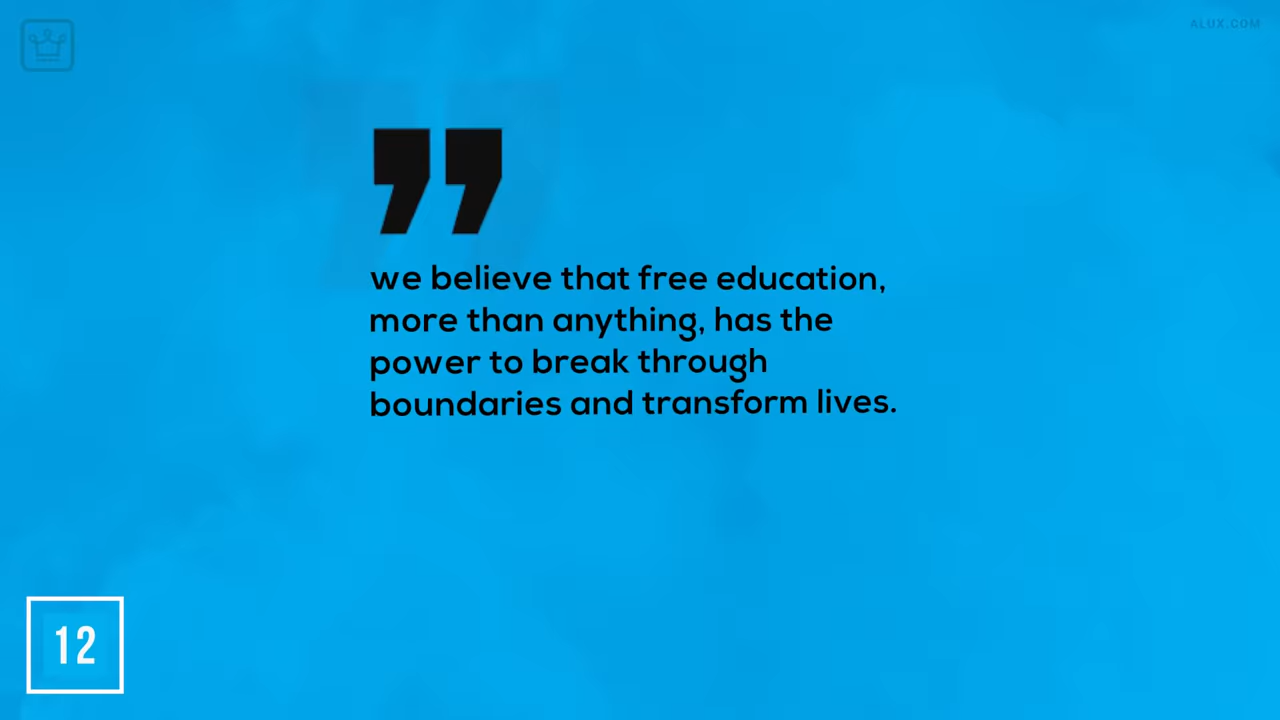 ALUX.COM
”
we believe that free education,
more than anything, has the
power to break through
boundaries and transform lives.
12